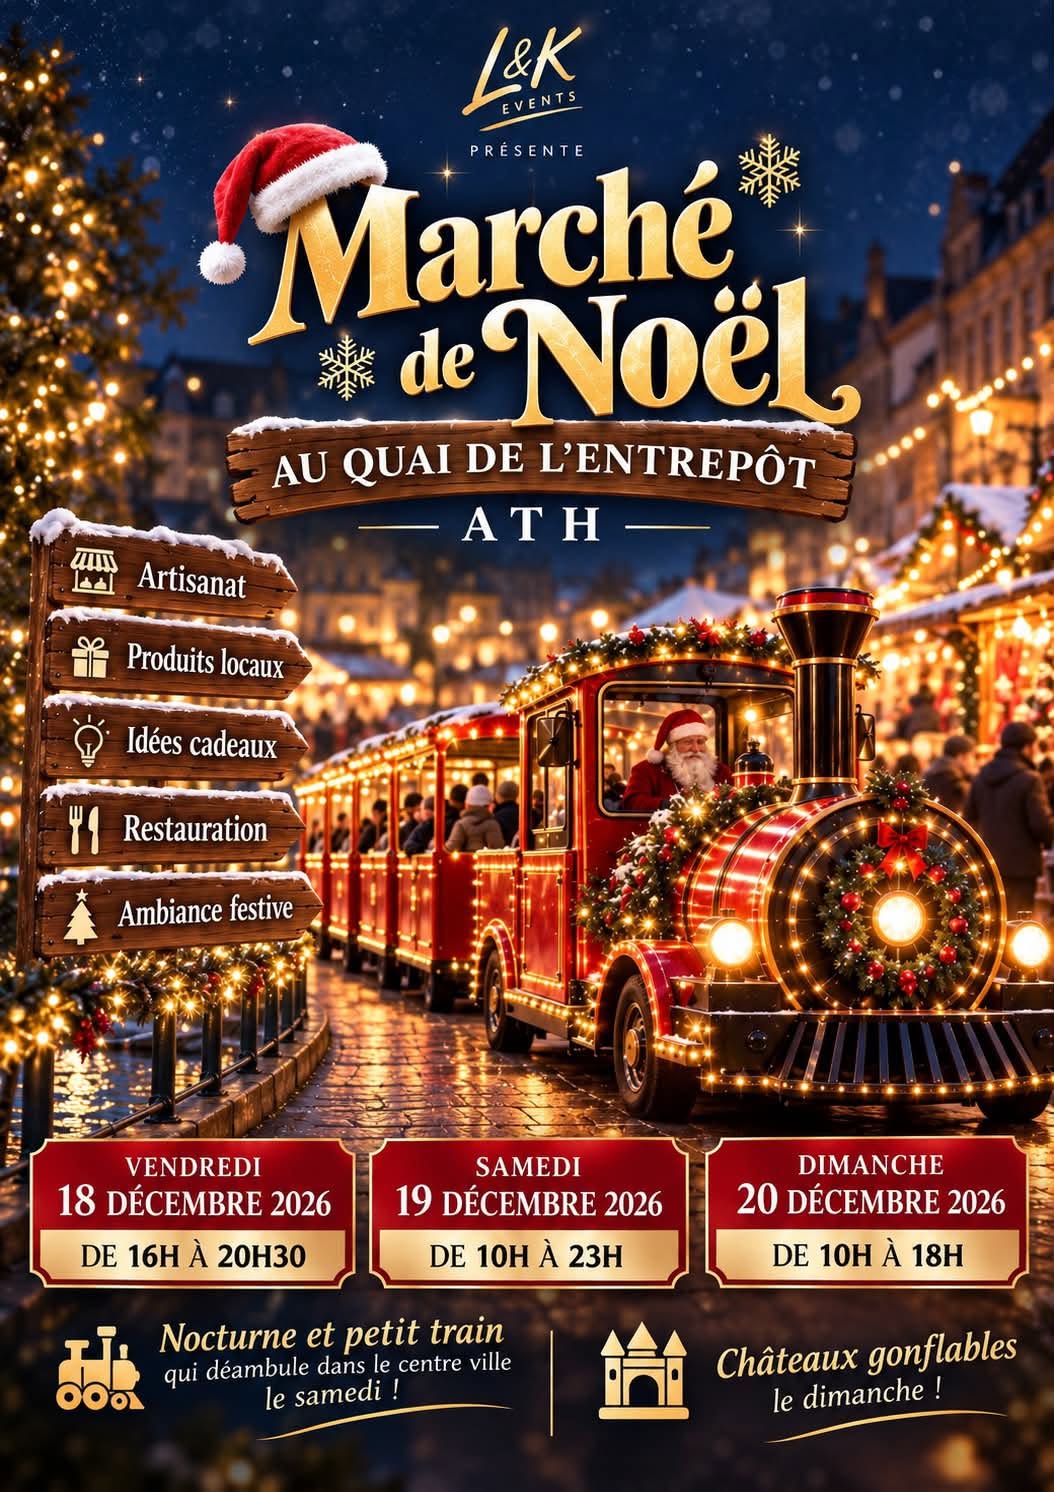 L&K
EVENTS
PRÉSENTE
Marché
de Noël
AU QUAI DE L'ENTREPÔT
ATH
Artisanat
Produits locaux
Idées cadeaux
Restauration
Ambiance festive
VENDREDI
18 DÉCEMBRE 2026
DE 16H À 20H30
SAMEDI
19 DÉCEMBRE 2026
DE 10H À 23H
DIMANCHE
20 DÉCEMBRE 2026
DE 10H À 18H
Nocturne et petit train
qui déambule dans le centre ville
le samedi !
Châteaux gonflables
le dimanche !